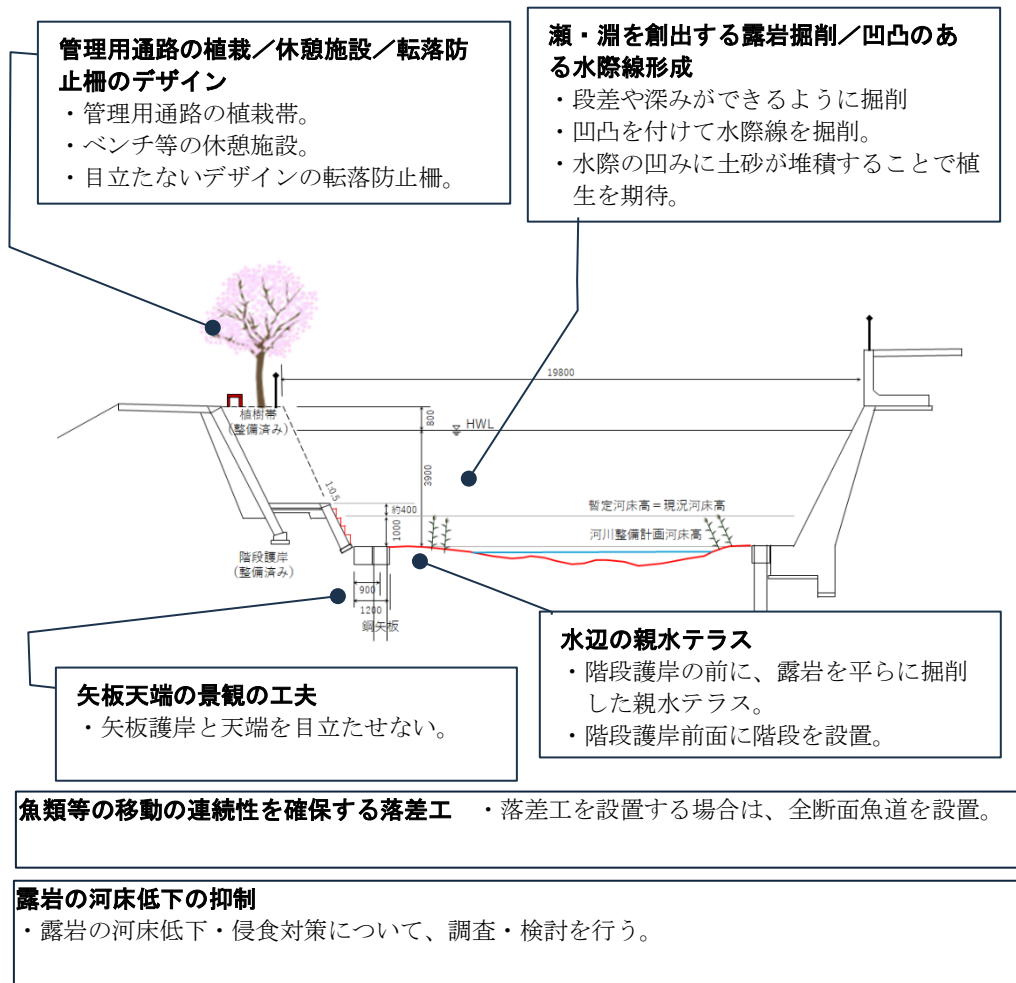 管理用通路の植栽／休憩施設／転落防
止柵のデザイン
・管理用通路の植栽帯。
・ベンチ等の休憩施設。
・目立たないデザインの転落防止柵。
瀬・淵を創出する露岩掘削／凹凸のあ
る水際線形成
・段差や深みができるように掘削
・凹凸を付けて水際線を掘削。
・水際の凹みに土砂が堆積することで植
生を期待。
19800
植樹帯
（整備済み）
800
HWL
3900
1:0.5
約400
1000
暫定河床高＝現況河床高
河川整備計画河床高
階段護岸
（整備済み）
900
1200
鋼矢板
水辺の親水テラス
・階段護岸の前に、露岩を平らに掘削
した親水テラス。
・階段護岸前面に階段を設置。
矢板天端の景観の工夫
・矢板護岸と天端を目立たせない。
魚類等の移動の連続性を確保する落差工　・落差工を設置する場合は、全断面魚道を設置。
露岩の河床低下の抑制
・露岩の河床低下・侵食対策について、調査・検討を行う。